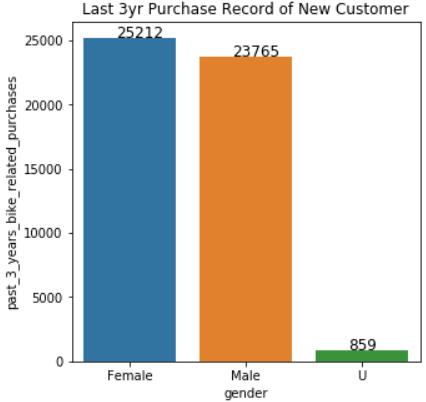 Last 3yr Purchase Record of New Customer
25212
23765
859
25000
20000
15000
10000
5000
0
past_3_years_bike_related_purchases
Female Male U
gender